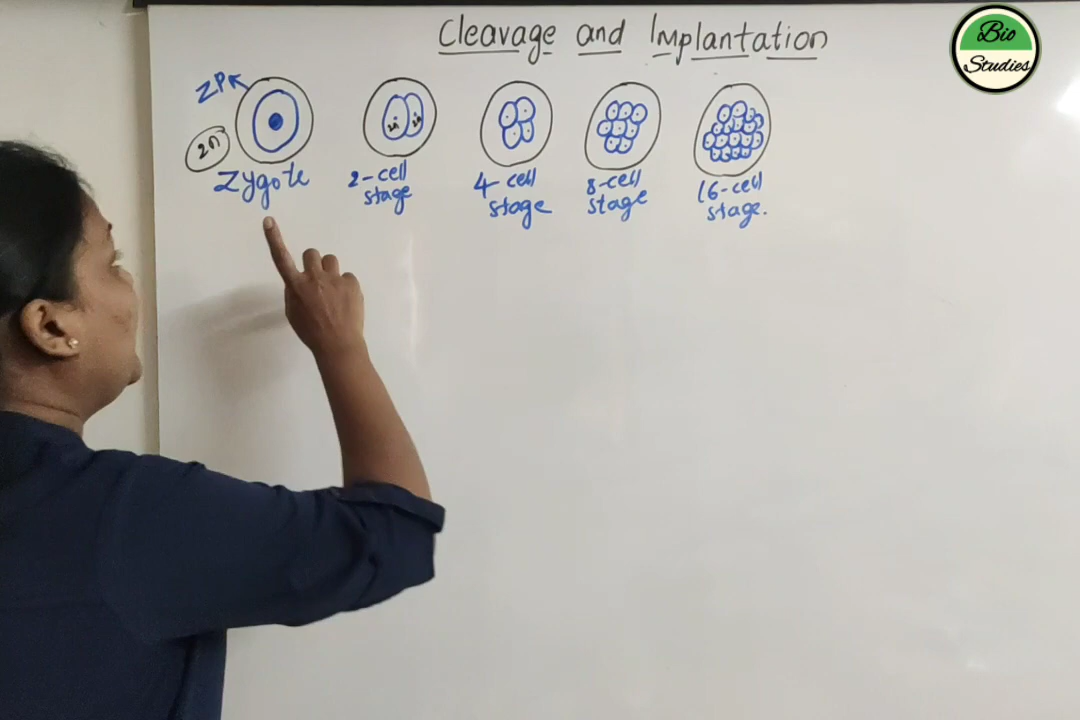 Cleavage and Implantation
Bio
Studies
ZP
2n
Zygote
2-cell
stage
4-cell
stage
8-cell
stage
16-cell
stage.